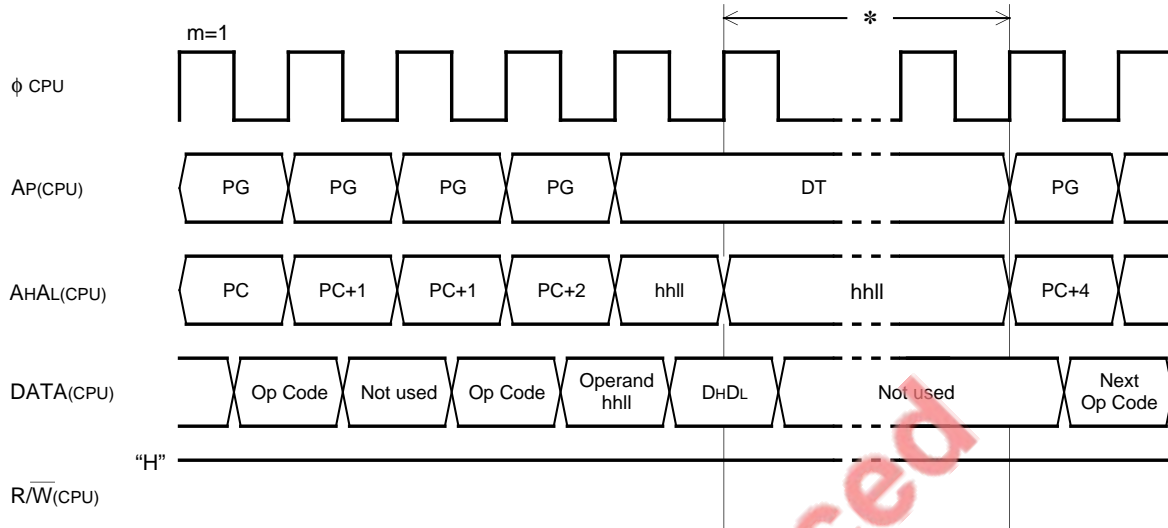 m=1
*
φ CPU
AP(CPU) PG PG PG PG DT PG
AHAL(CPU) PC PC+1 PC+1 PC+2 hhll hhll PC+4
DATA(CPU) Op Code Not used Op Code Operand hhll DHDL Not used Next Op Code
“H”
R/W(CPU)
ced